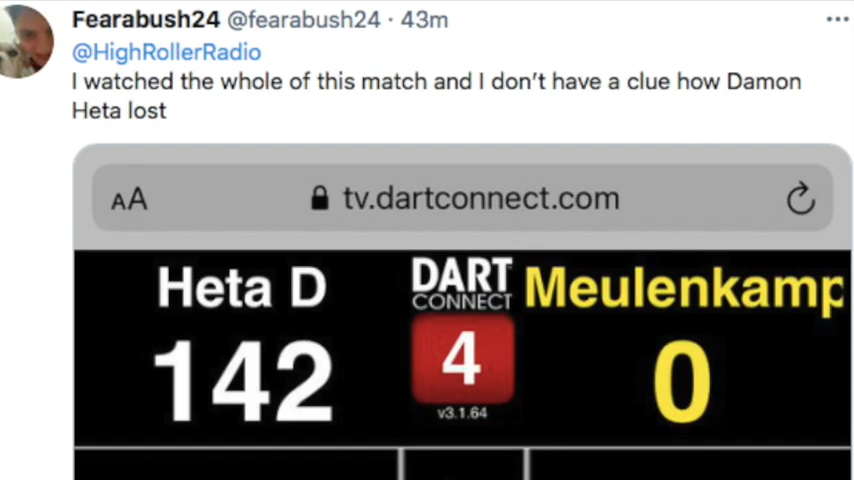 Fearabush24 @fearabush24 · 43m
@HighRollerRadio
I watched the whole of this match and I don't have a clue how Damon
Heta lost
AA tv.dartconnect.com
Heta D DART CONNECT Meulenkamp
142 4 0
v3.1.64